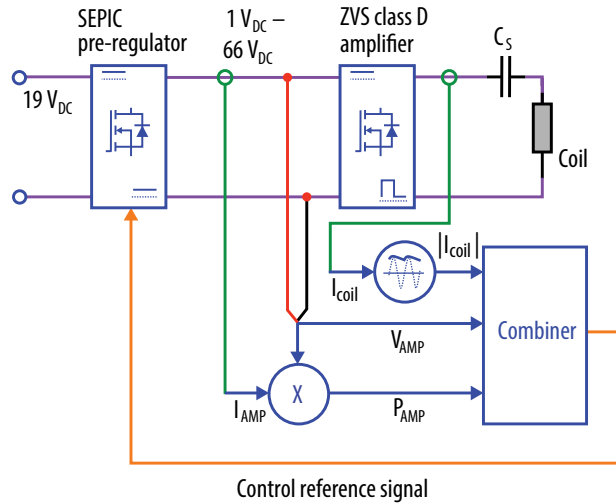 SEPIC
pre-regulator
1 V_DC –
66 V_DC
ZVS class D
amplifier
C_S
19 V_DC
Coil
I_coil
|I_coil|
Combiner
V_AMP
X
I_AMP
P_AMP
Control reference signal